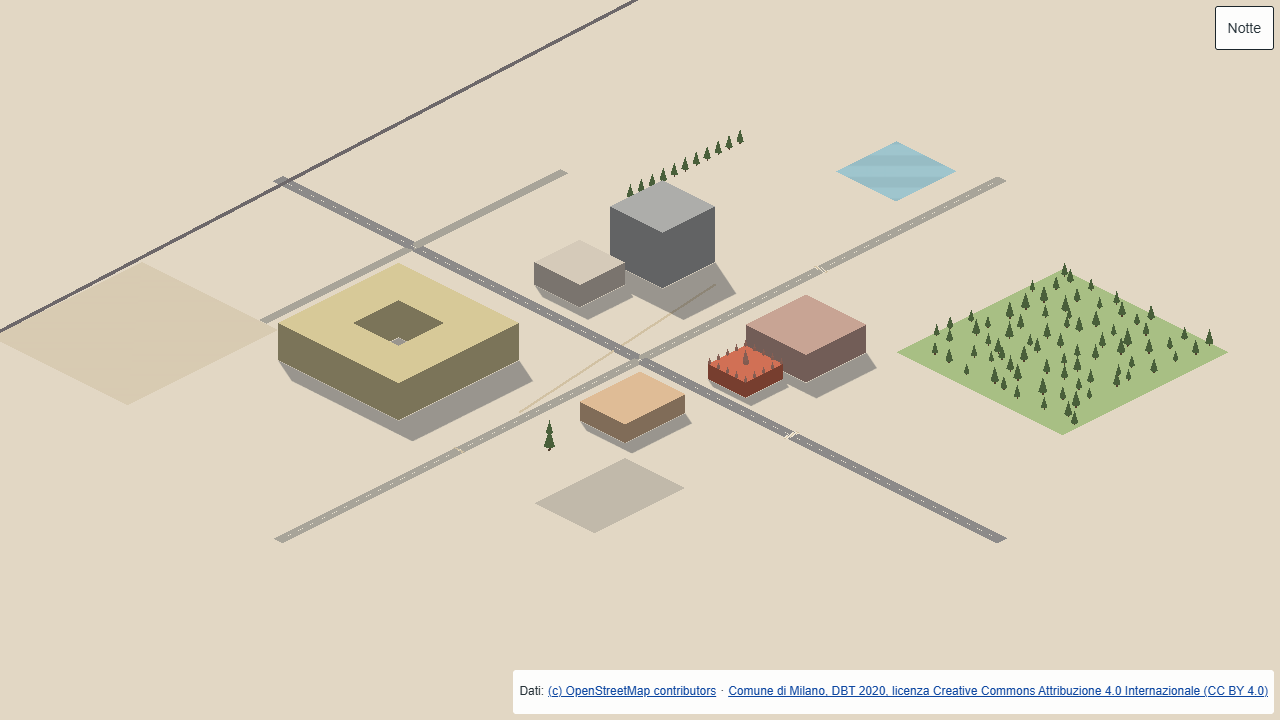 Notte
Dati: (c) OpenStreetMap contributors · Comune di Milano, DBT 2020, licenza Creative Commons Attribuzione 4.0 Internazionale (CC BY 4.0)